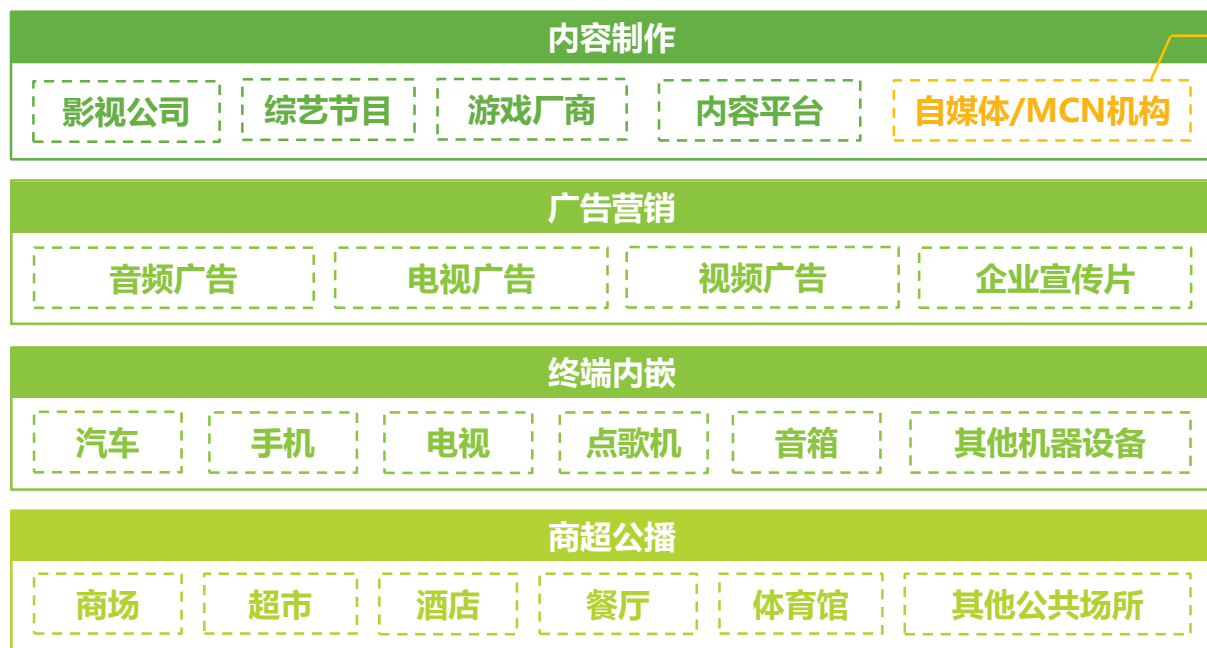 内容制作
影视公司 综艺节目 游戏厂商 内容平台 自媒体/MCN机构
广告营销
音频广告 电视广告 视频广告 企业宣传片
终端内嵌
汽车 手机 电视 点歌机 音箱 其他机器设备
商超公播
商场 超市 酒店 餐厅 体育馆 其他公共场所